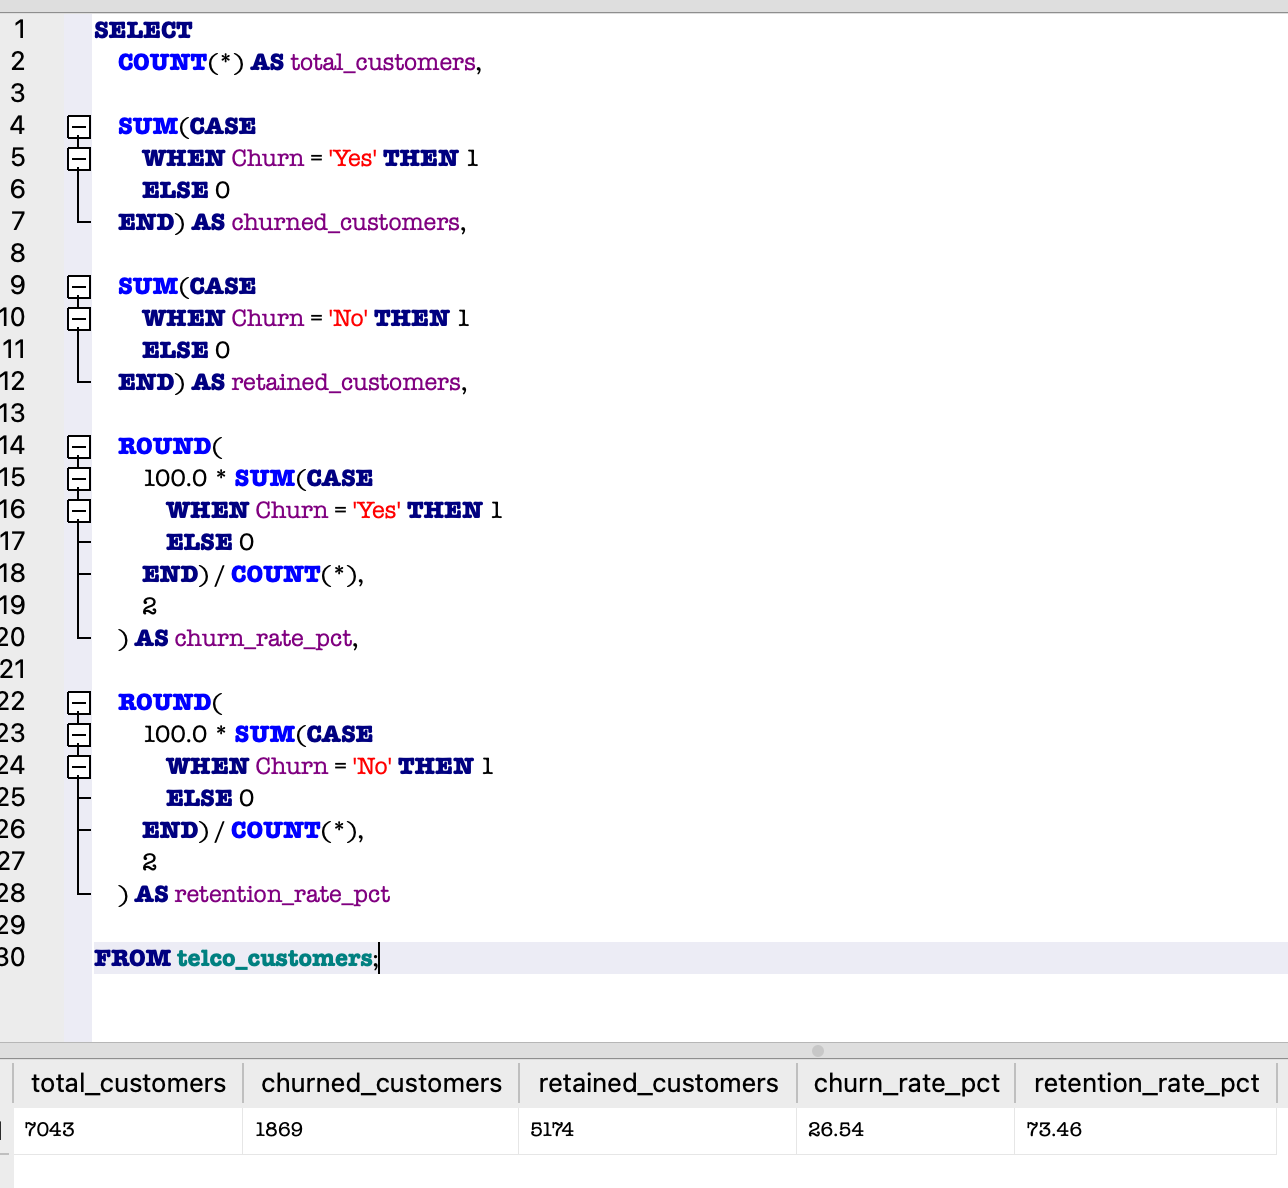 1 SELECT
2 COUNT(*) AS total_customers,
3
4 SUM(CASE
5 WHEN Churn = 'Yes' THEN 1
6 ELSE 0
7 END) AS churned_customers,
8
9 SUM(CASE
10 WHEN Churn = 'No' THEN 1
11 ELSE 0
12 END) AS retained_customers,
13
14 ROUND(
15 100.0 * SUM(CASE
16 WHEN Churn = 'Yes' THEN 1
17 ELSE 0
18 END) / COUNT(*),
19 2
20 ) AS churn_rate_pct,
21
22 ROUND(
23 100.0 * SUM(CASE
24 WHEN Churn = 'No' THEN 1
25 ELSE 0
26 END) / COUNT(*),
27 2
28 ) AS retention_rate_pct
29
30 FROM telco_customers;
total_customers churned_customers retained_customers churn_rate_pct retention_rate_pct
7043 1869 5174 26.54 73.46